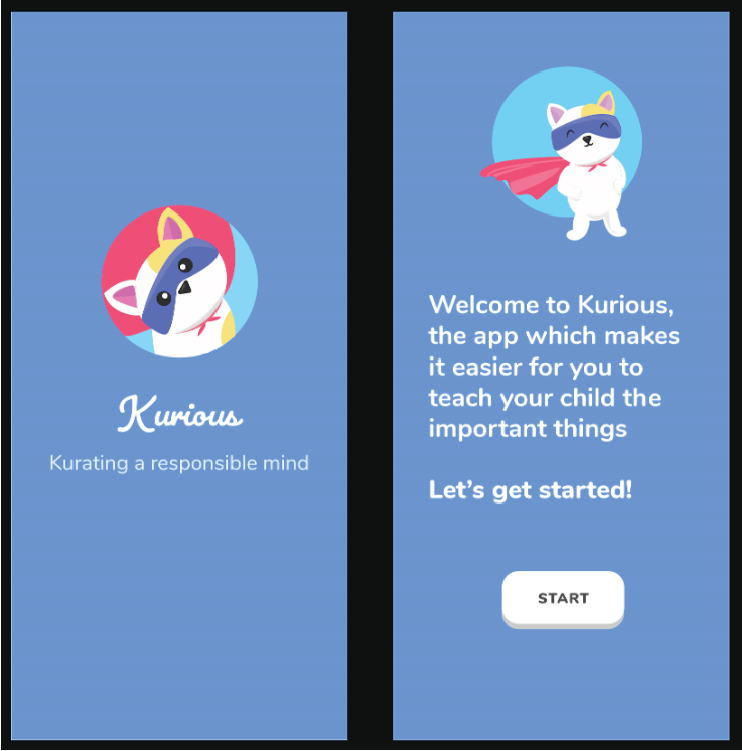 Kurious
Kurating a responsible mind
Welcome to Kurious,
the app which makes
it easier for you to
teach your child the
important things
Let's get started!
START